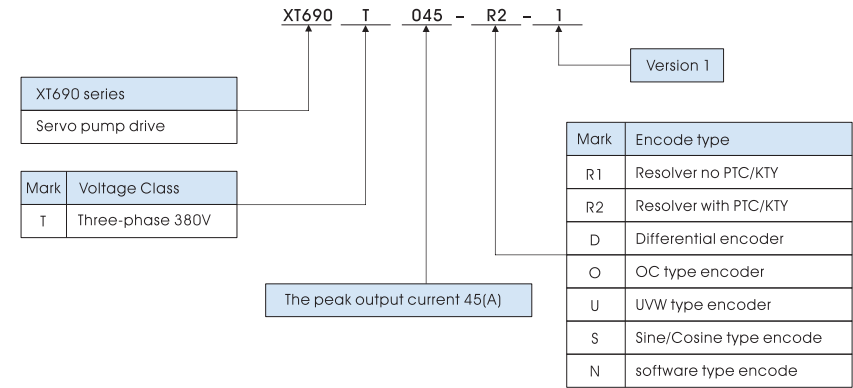 XT690 T 045 - R2 - 1
Version 1
XT690 series
Servo pump drive
Mark Voltage Class
T Three-phase 380V
The peak output current 45(A)
Mark Encode type
R1 Resolver no PTC/KTY
R2 Resolver with PTC/KTY
D Differential encoder
O OC type encoder
U UVW type encoder
S Sine/Cosine type encode
N software type encode